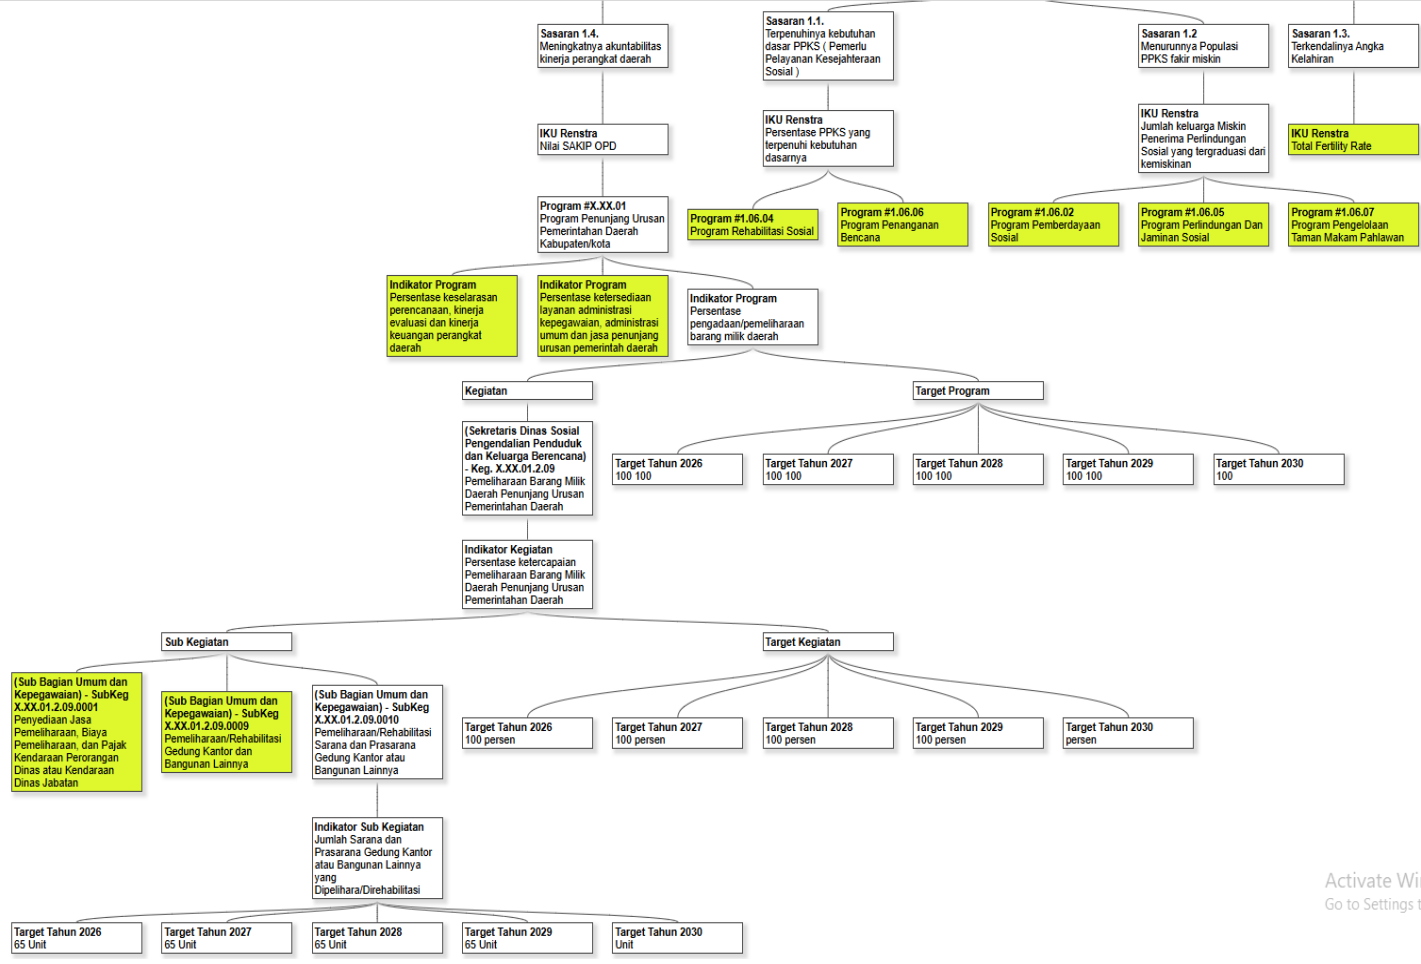 Sasaran 1.4.
Meningkatnya akuntabilitas
kinerja perangkat daerah
Sasaran 1.1.
Terpenuhinya kebutuhan
dasar PPKS ( Pemerlu
Pelayanan Kesejahteraan
Sosial )
Sasaran 1.2
Menurunnya Populasi
PPKS fakir miskin
Sasaran 1.3.
Terkendalinya Angka
Kelahiran
IKU Renstra
Nilai SAKIP OPD
IKU Renstra
Persentase PPKS yang
terpenuhi kebutuhan
dasarnya
IKU Renstra
Jumlah keluarga Miskin
Penerima Perlindungan
Sosial yang tergraduasi dari
kemiskinan
IKU Renstra
Total Fertility Rate
Program #X.XX.01
Program Penunjang Urusan
Pemerintahan Daerah
Kabupaten/kota
Program #1.06.04
Program Rehabilitasi Sosial
Program #1.06.06
Program Penanganan
Bencana
Program #1.06.02
Program Pemberdayaan
Sosial
Program #1.06.05
Program Perlindungan Dan
Jaminan Sosial
Program #1.06.07
Program Pengelolaan
Taman Makam Pahlawan
Indikator Program
Persentase keselarasan
perencanaan, kinerja
evaluasi dan kinerja
keuangan perangkat
daerah
Indikator Program
Persentase ketersediaan
layanan administrasi
kepegawaian, administrasi
umum dan jasa penunjang
urusan pemerintah daerah
Indikator Program
Persentase
pengadaan/pemeliharaan
barang milik daerah
Kegiatan
Target Program
(Sekretaris Dinas Sosial
Pengendalian Penduduk
dan Keluarga Berencana)
- Keg. X.XX.01.2.09
Pemeliharaan Barang Milik
Daerah Penunjang Urusan
Pemerintahan Daerah
Target Tahun 2026
100 100
Target Tahun 2027
100 100
Target Tahun 2028
100 100
Target Tahun 2029
100 100
Target Tahun 2030
100
Indikator Kegiatan
Persentase ketercapaian
Pemeliharaan Barang Milik
Daerah Penunjang Urusan
Pemerintahan Daerah
Sub Kegiatan
Target Kegiatan
(Sub Bagian Umum dan
Kepegawaian) - SubKeg
X.XX.01.2.09.0001
Penyediaan Jasa
Pemeliharaan, Biaya
Pemeliharaan, dan Pajak
Kendaraan Perorangan
Dinas atau Kendaraan
Dinas Jabatan
(Sub Bagian Umum dan
Kepegawaian) - SubKeg
X.XX.01.2.09.0009
Pemeliharaan/Rehabilitasi
Gedung Kantor dan
Bangunan Lainnya
(Sub Bagian Umum dan
Kepegawaian) - SubKeg
X.XX.01.2.09.0010
Pemeliharaan/Rehabilitasi
Sarana dan Prasarana
Gedung Kantor atau
Bangunan Lainnya
Target Tahun 2026
100 persen
Target Tahun 2027
100 persen
Target Tahun 2028
100 persen
Target Tahun 2029
100 persen
Target Tahun 2030
persen
Indikator Sub Kegiatan
Jumlah Sarana dan
Prasarana Gedung Kantor
atau Bangunan Lainnya
yang
Dipelihara/Direhabilitasi
Target Tahun 2026
65 Unit
Target Tahun 2027
65 Unit
Target Tahun 2028
65 Unit
Target Tahun 2029
65 Unit
Target Tahun 2030
Unit
Activate Wi
Go to Settings t